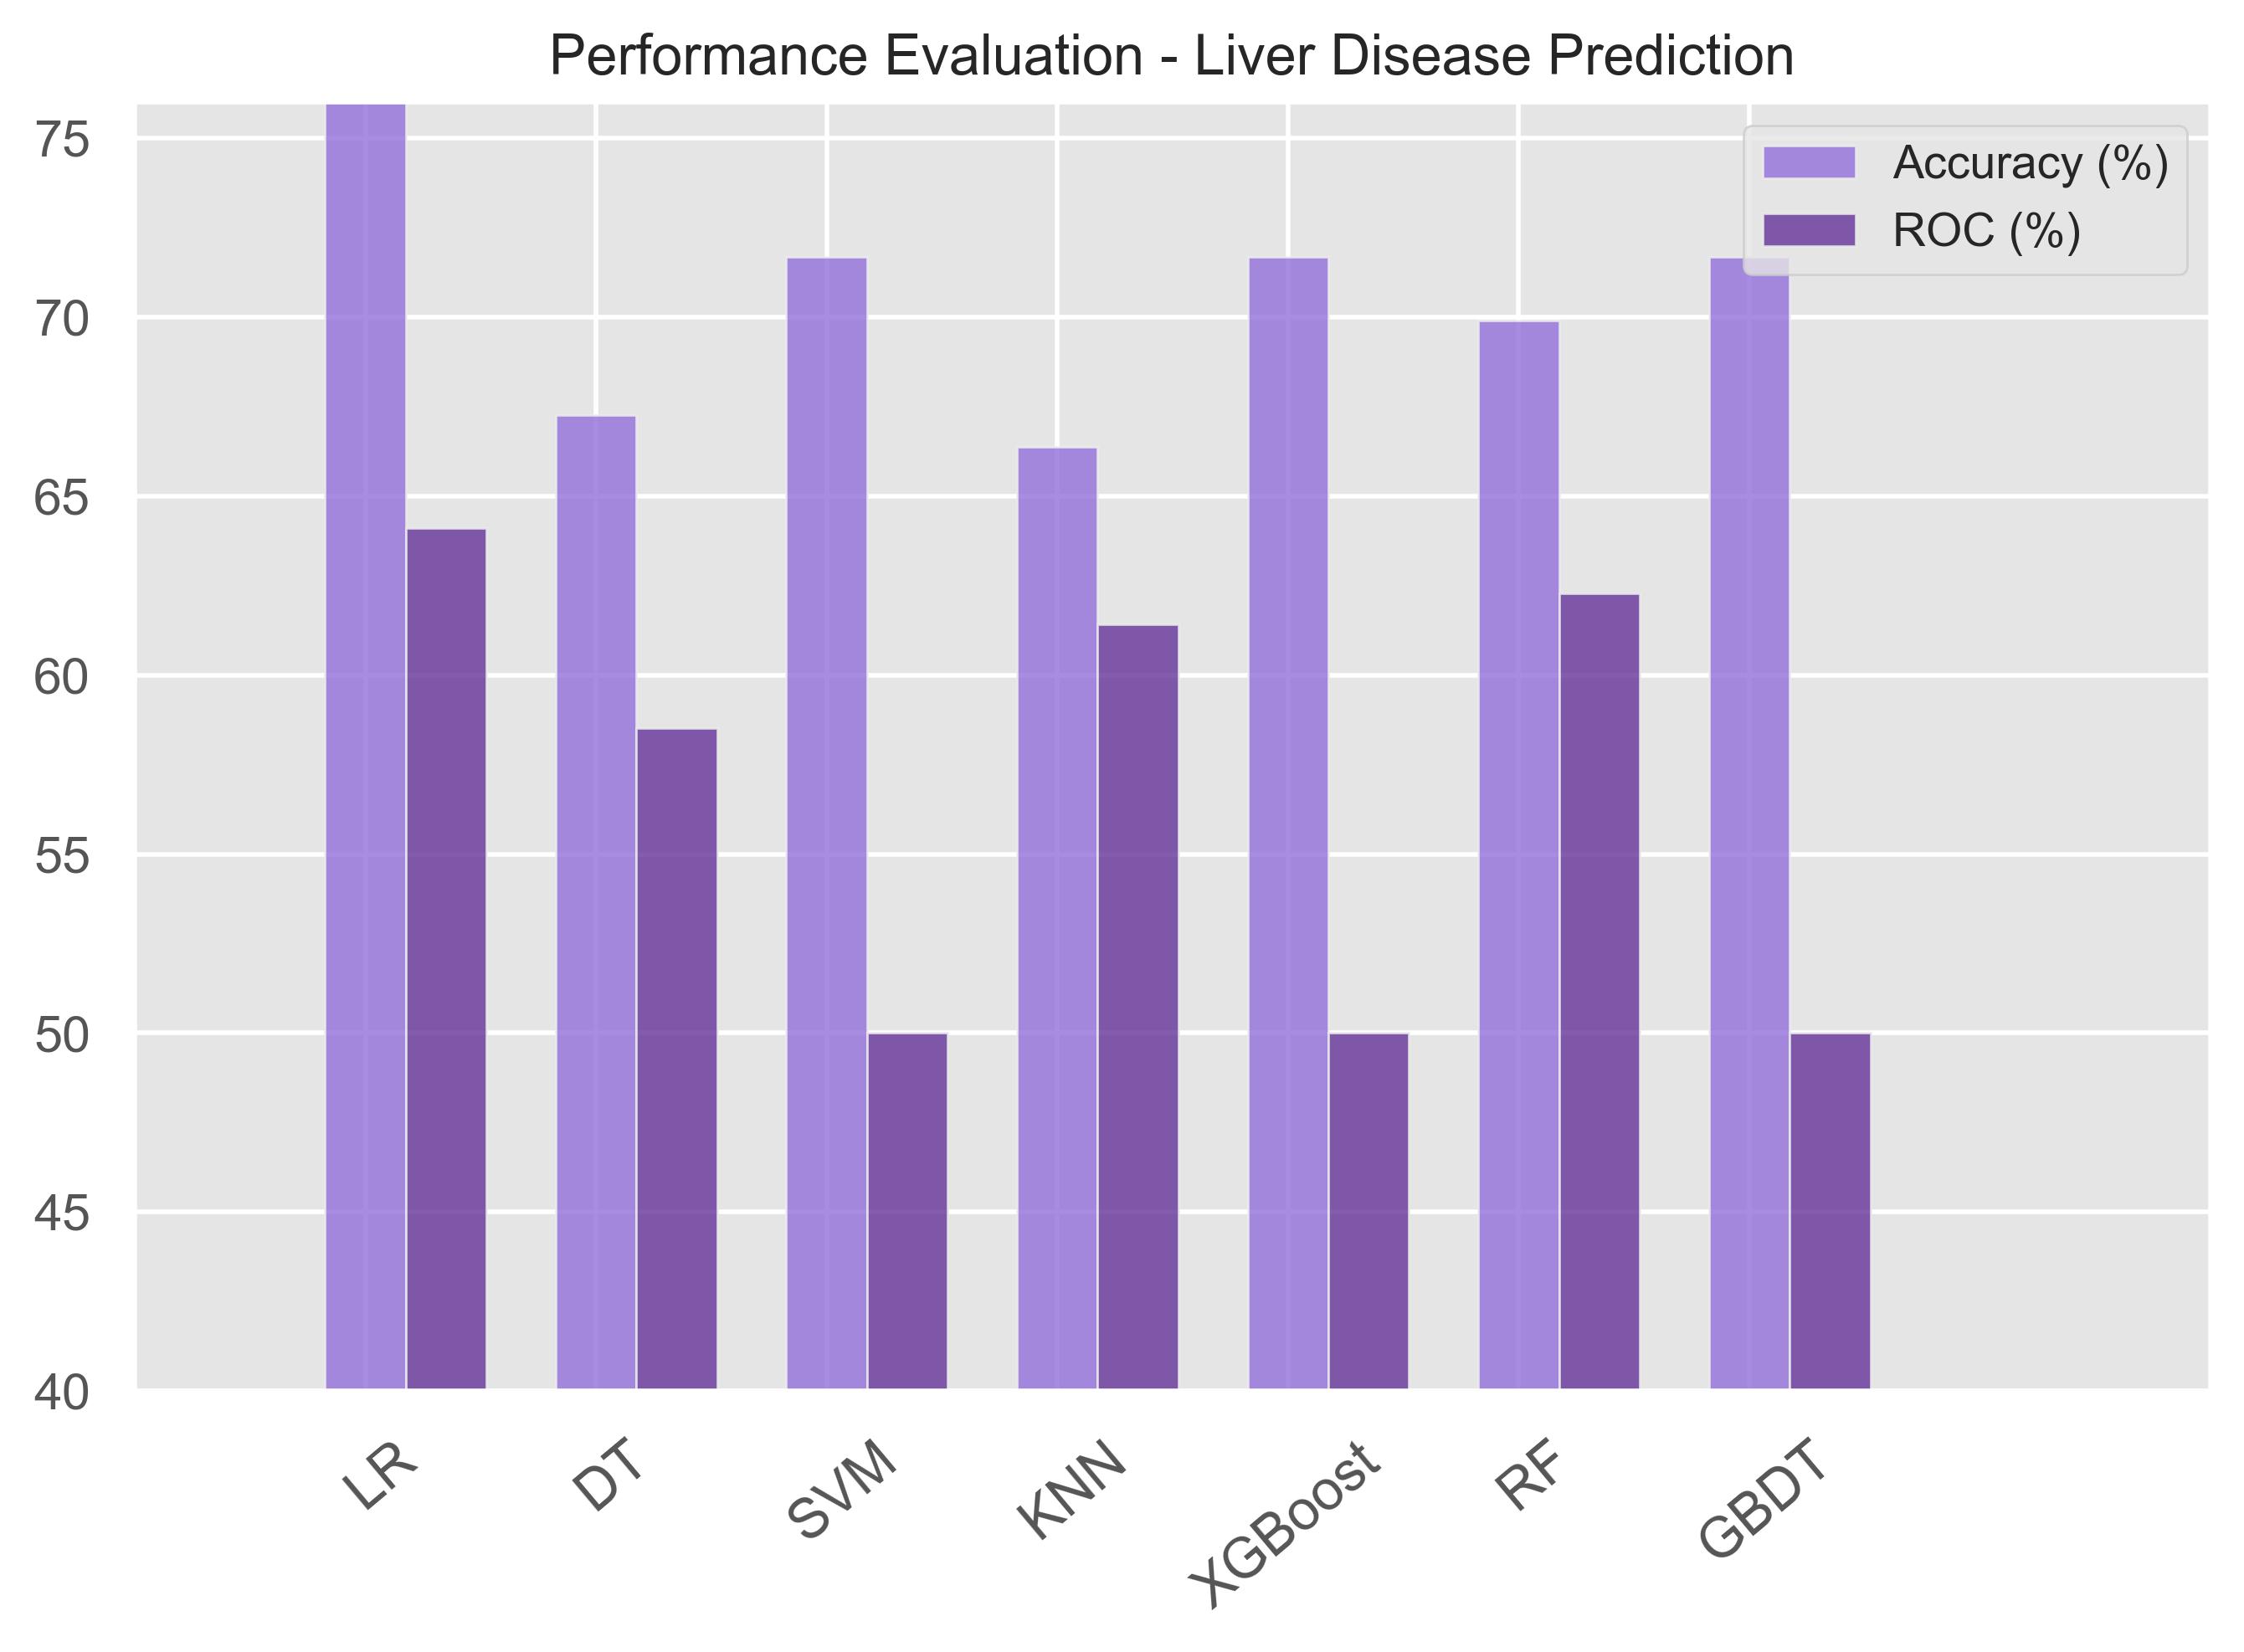 Performance Evaluation - Liver Disease Prediction
75
70
65
60
55
50
45
40
Accuracy (%)
ROC (%)
LR
DT
SVM
KNN
XGBoost
RF
GBDT